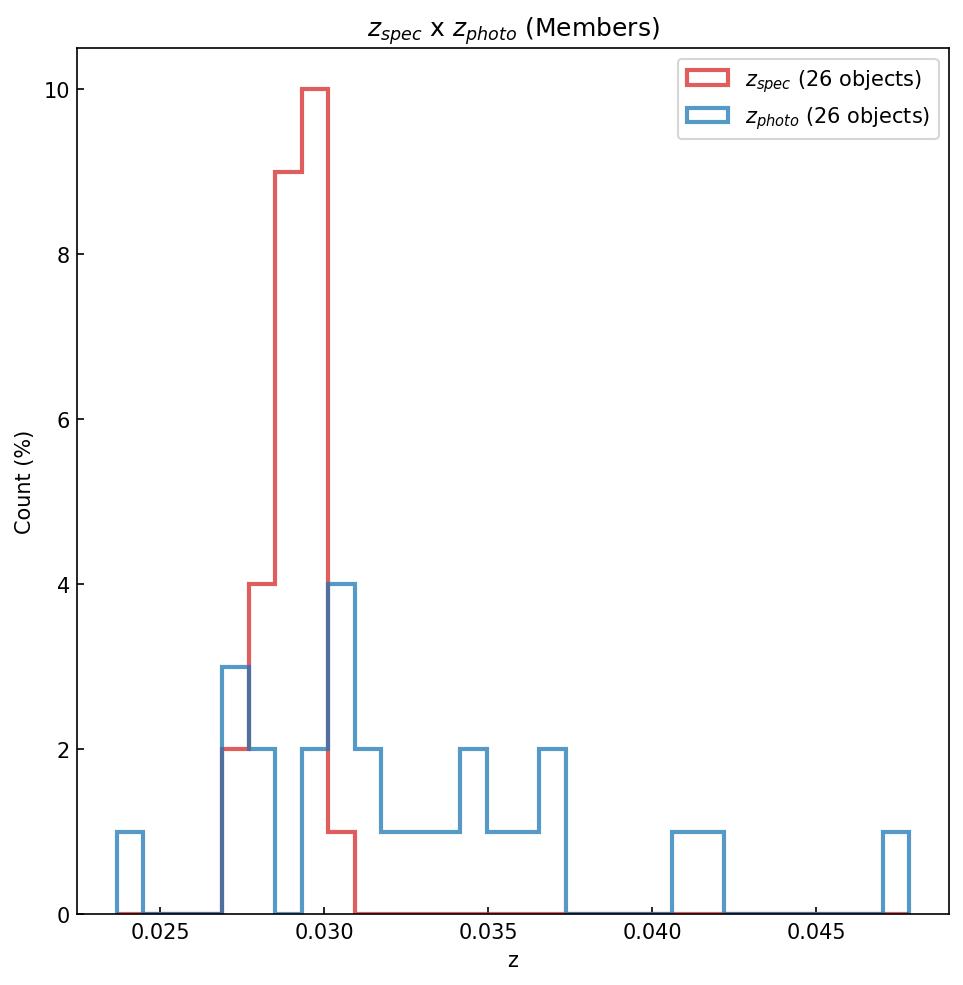 z_spec x z_photo (Members)
z_spec (26 objects)
z_photo (26 objects)
Count (%)
10
8
6
4
2
0
0.025 0.030 0.035 0.040 0.045
z